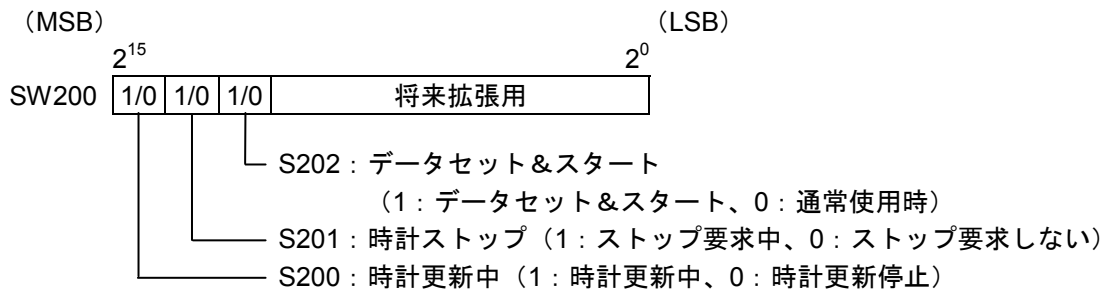 （MSB） （LSB）
2^15 2^0
SW200 1/0 1/0 1/0 将来拡張用
S202：データセット＆スタート
（1：データセット＆スタート、0：通常使用時）
S201：時計ストップ（1：ストップ要求中、0：ストップ要求しない）
S200：時計更新中（1：時計更新中、0：時計更新停止）